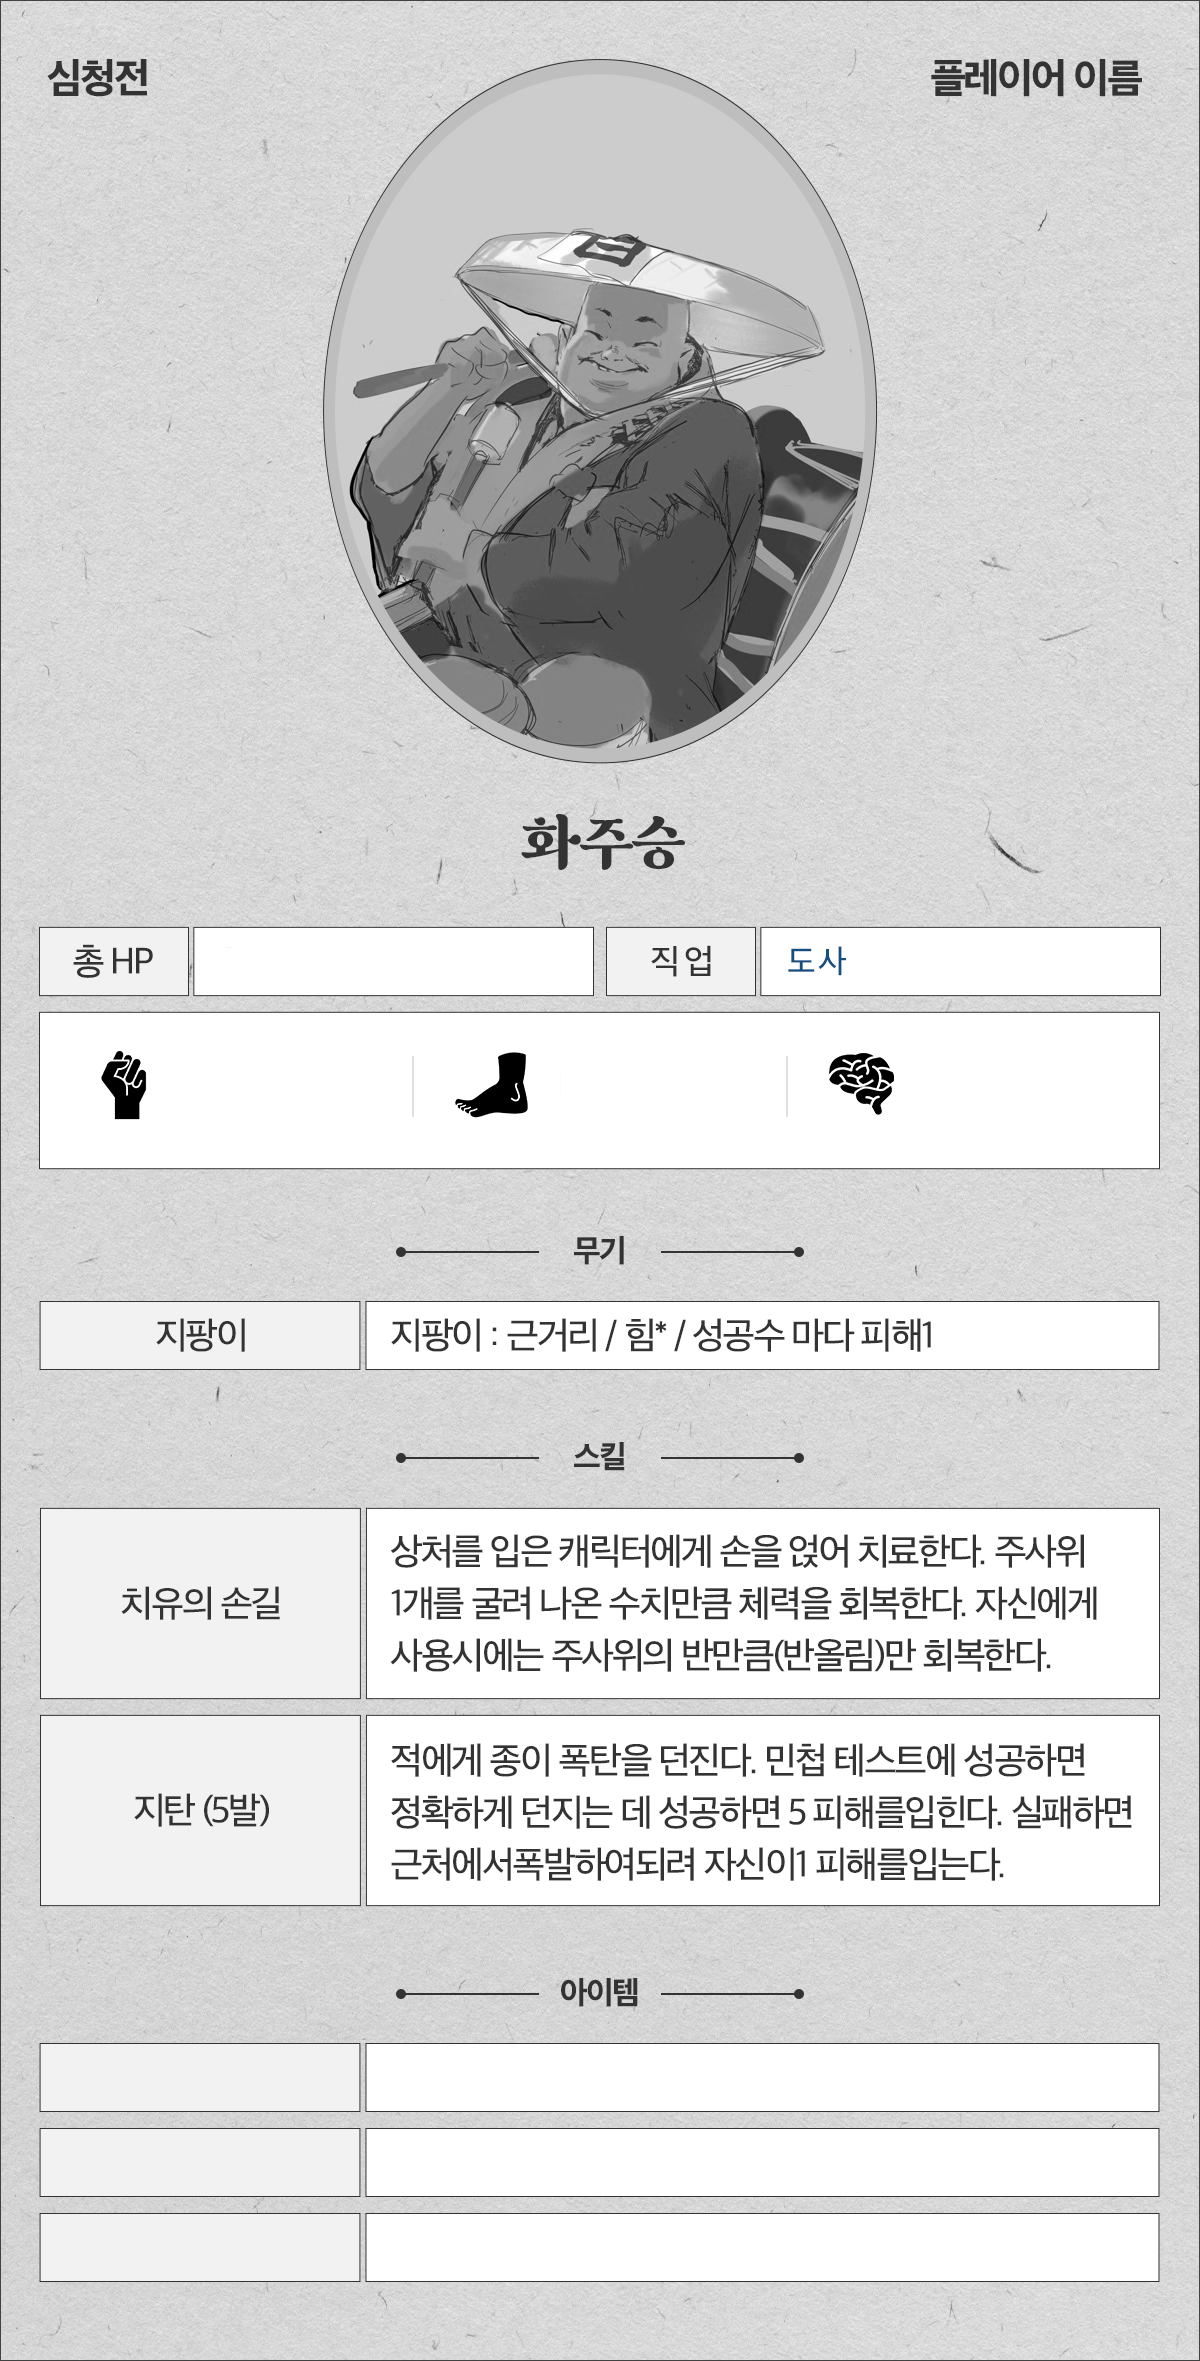 심청전
플레이어 이름
화주승
총 HP
직업
도사
무기
지팡이
지팡이 : 근거리 / 힘* / 성공수 마다 피해1
스킬
치유의 손길
상처를 입은 캐릭터에게 손을 얹어 치료한다. 주사위
1개를 굴려 나온 수치만큼 체력을 회복한다. 자신에게
사용시에는 주사위의 반만큼(반올림)만 회복한다.
지탄 (5발)
적에게 종이 폭탄을 던진다. 민첩 테스트에 성공하면
정확하게 던지는 데 성공하면 5 피해를입힌다. 실패하면
근처에서폭발하여되려 자신이1 피해를입는다.
아이템